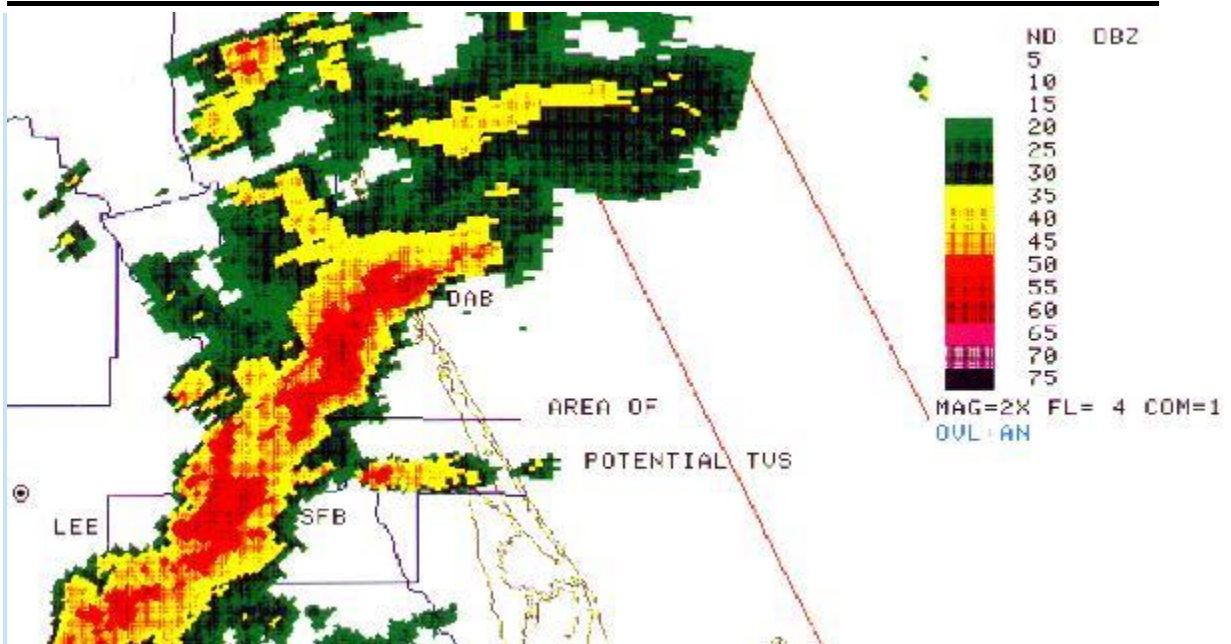 ND DBZ
5
10
15
20
25
30
35
40
45
50
55
60
65
70
75
MAG=2X FL= 4 COM=1
OVL:AN
DAB
AREA OF
POTENTIAL TVS
LEE
SFB